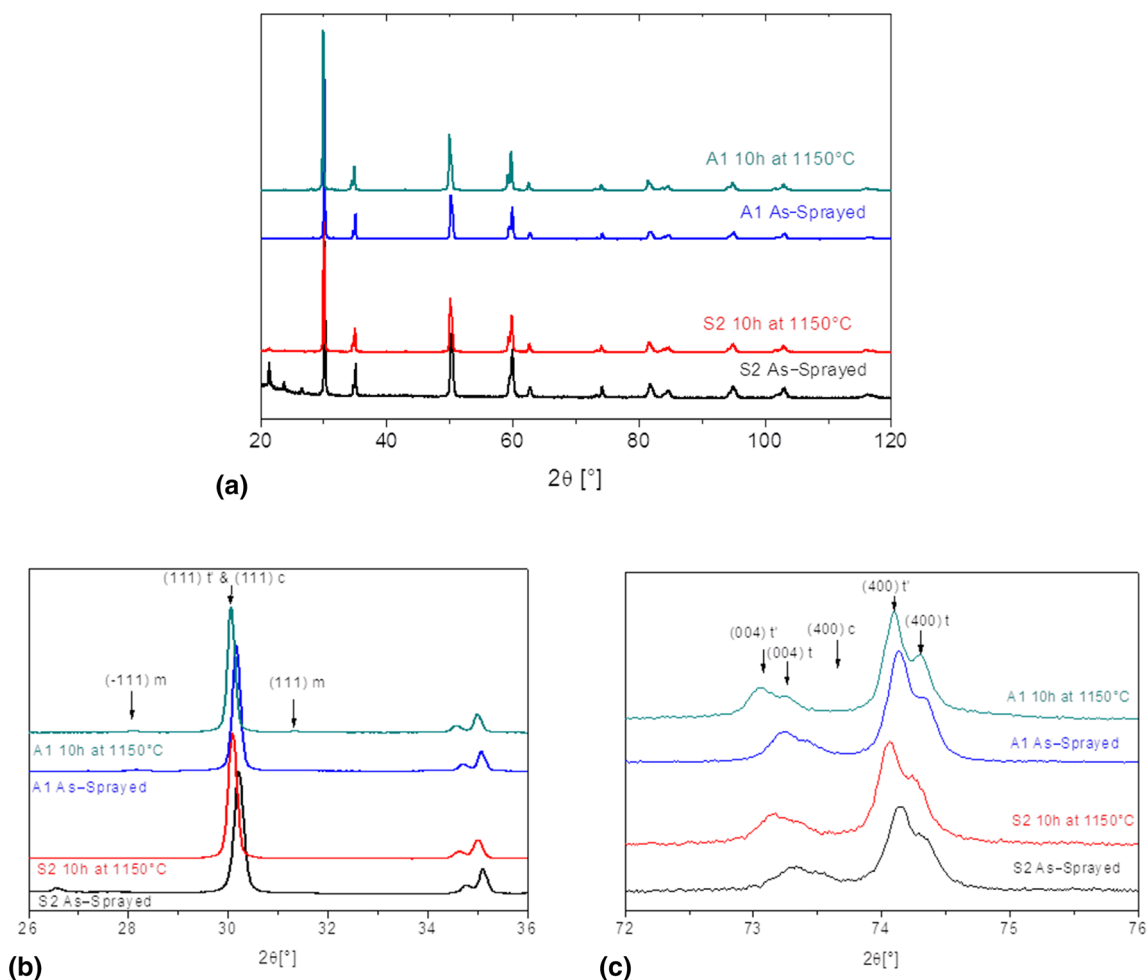 A1 10h at 1150°C
A1 As-Sprayed
S2 10h at 1150°C
S2 As-Sprayed
20 40 60 80 100 120
2θ [°]
(a)
(111) t' & (111) c
(-111) m
(111) m
A1 10h at 1150°C
A1 As-Sprayed
S2 10h at 1150°C
S2 As-Sprayed
26 28 30 32 34 36
2θ[°]
(b)
(400) t'
(400) t
(400) c
(004) t'
(004) t
A1 10h at 1150°C
A1 As-Sprayed
S2 10h at 1150°C
S2 As-Sprayed
72 73 74 75 76
2θ[°]
(c)